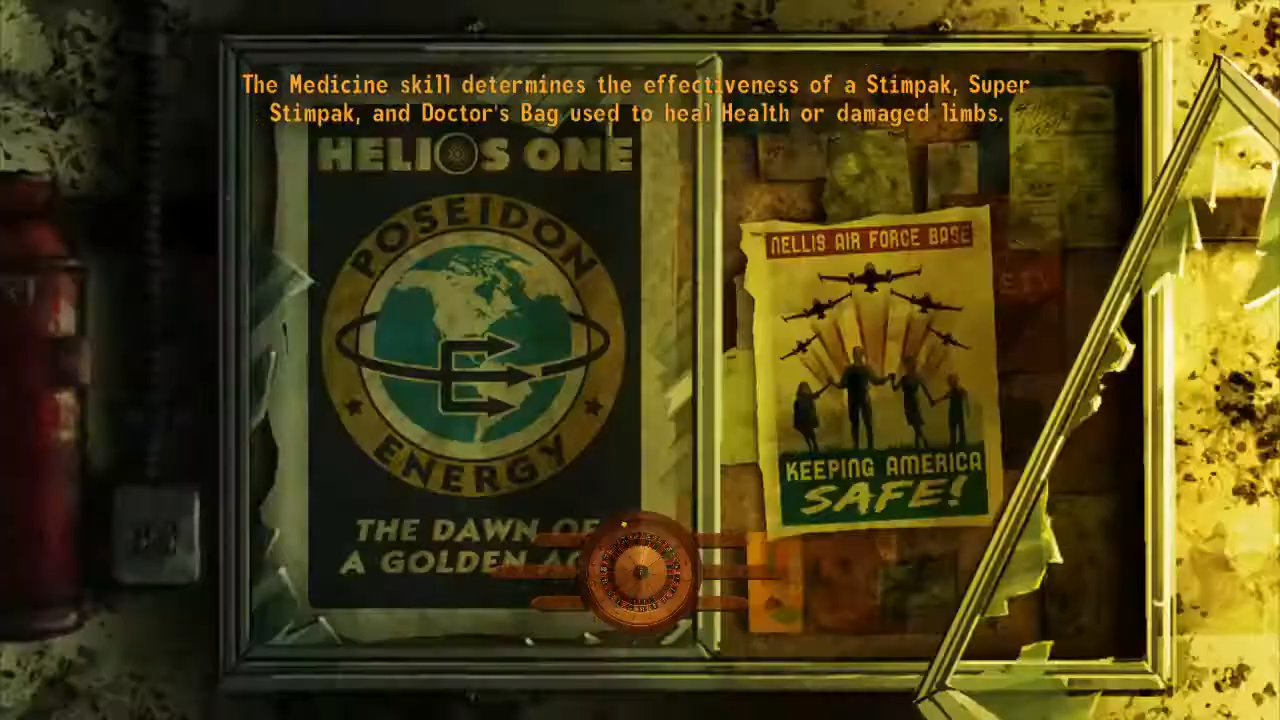 The Medicine skill determines the effectiveness of a Stimpak, Super
Stimpak, and Doctor's Bag used to heal Health or damaged limbs.
HELIOS ONE
POSEIDON
ENERGY
THE DAWN OF
A GOLDEN
NELLIS AIR FORCE BASE
KEEPING AMERICA
SAFE!